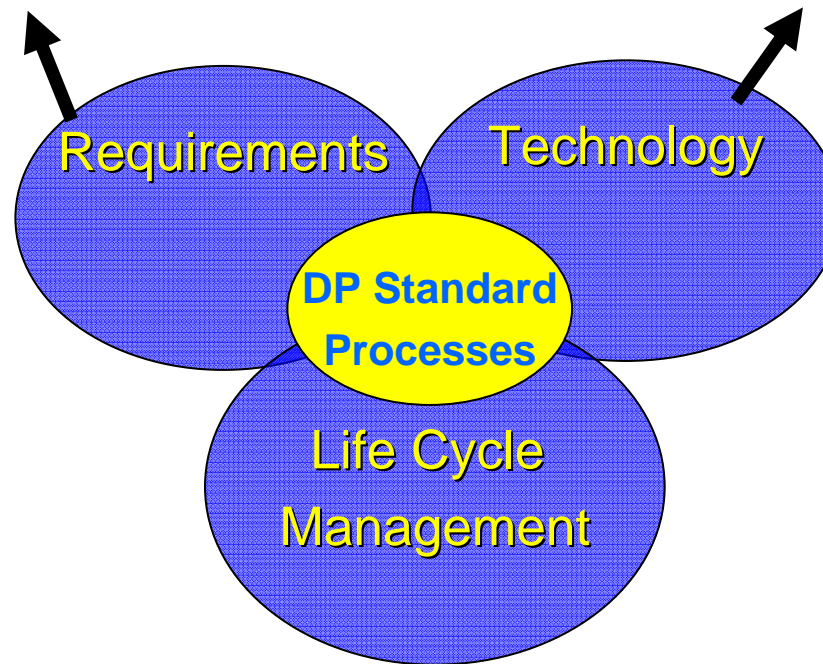 Requirements
Technology
DP Standard
Processes
Life Cycle
Management